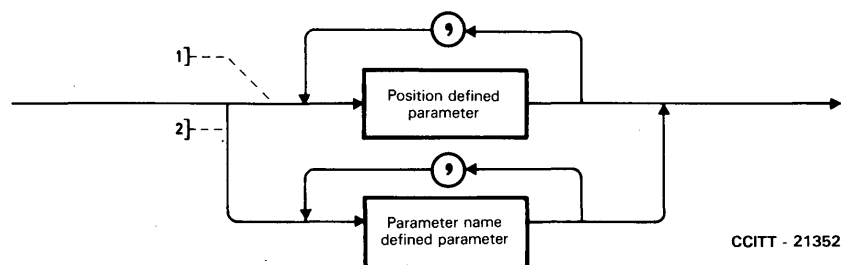 ,
1]
Position defined
parameter
2]
,
Parameter name
defined parameter
CCITT - 21352